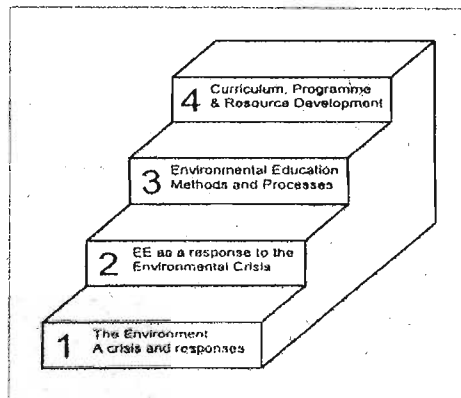 4 Curriculum, Programme
& Resource Development
3 Environmental Education
Methods and Processes
2 EE as a response to the
Environmental Crisis
1 The Environment
A crisis and responses